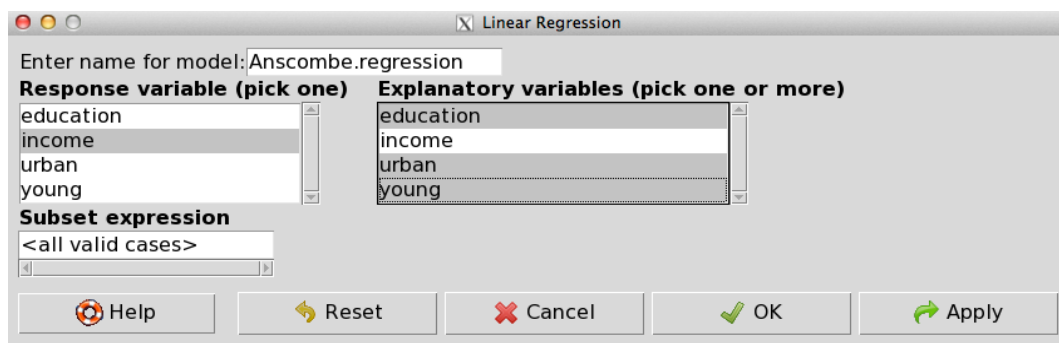 Linear Regression
Enter name for model: Anscombe.regression
Response variable (pick one)
education
income
urban
young
Explanatory variables (pick one or more)
education
income
urban
young
Subset expression
<all valid cases>
Help
Reset
Cancel
OK
Apply